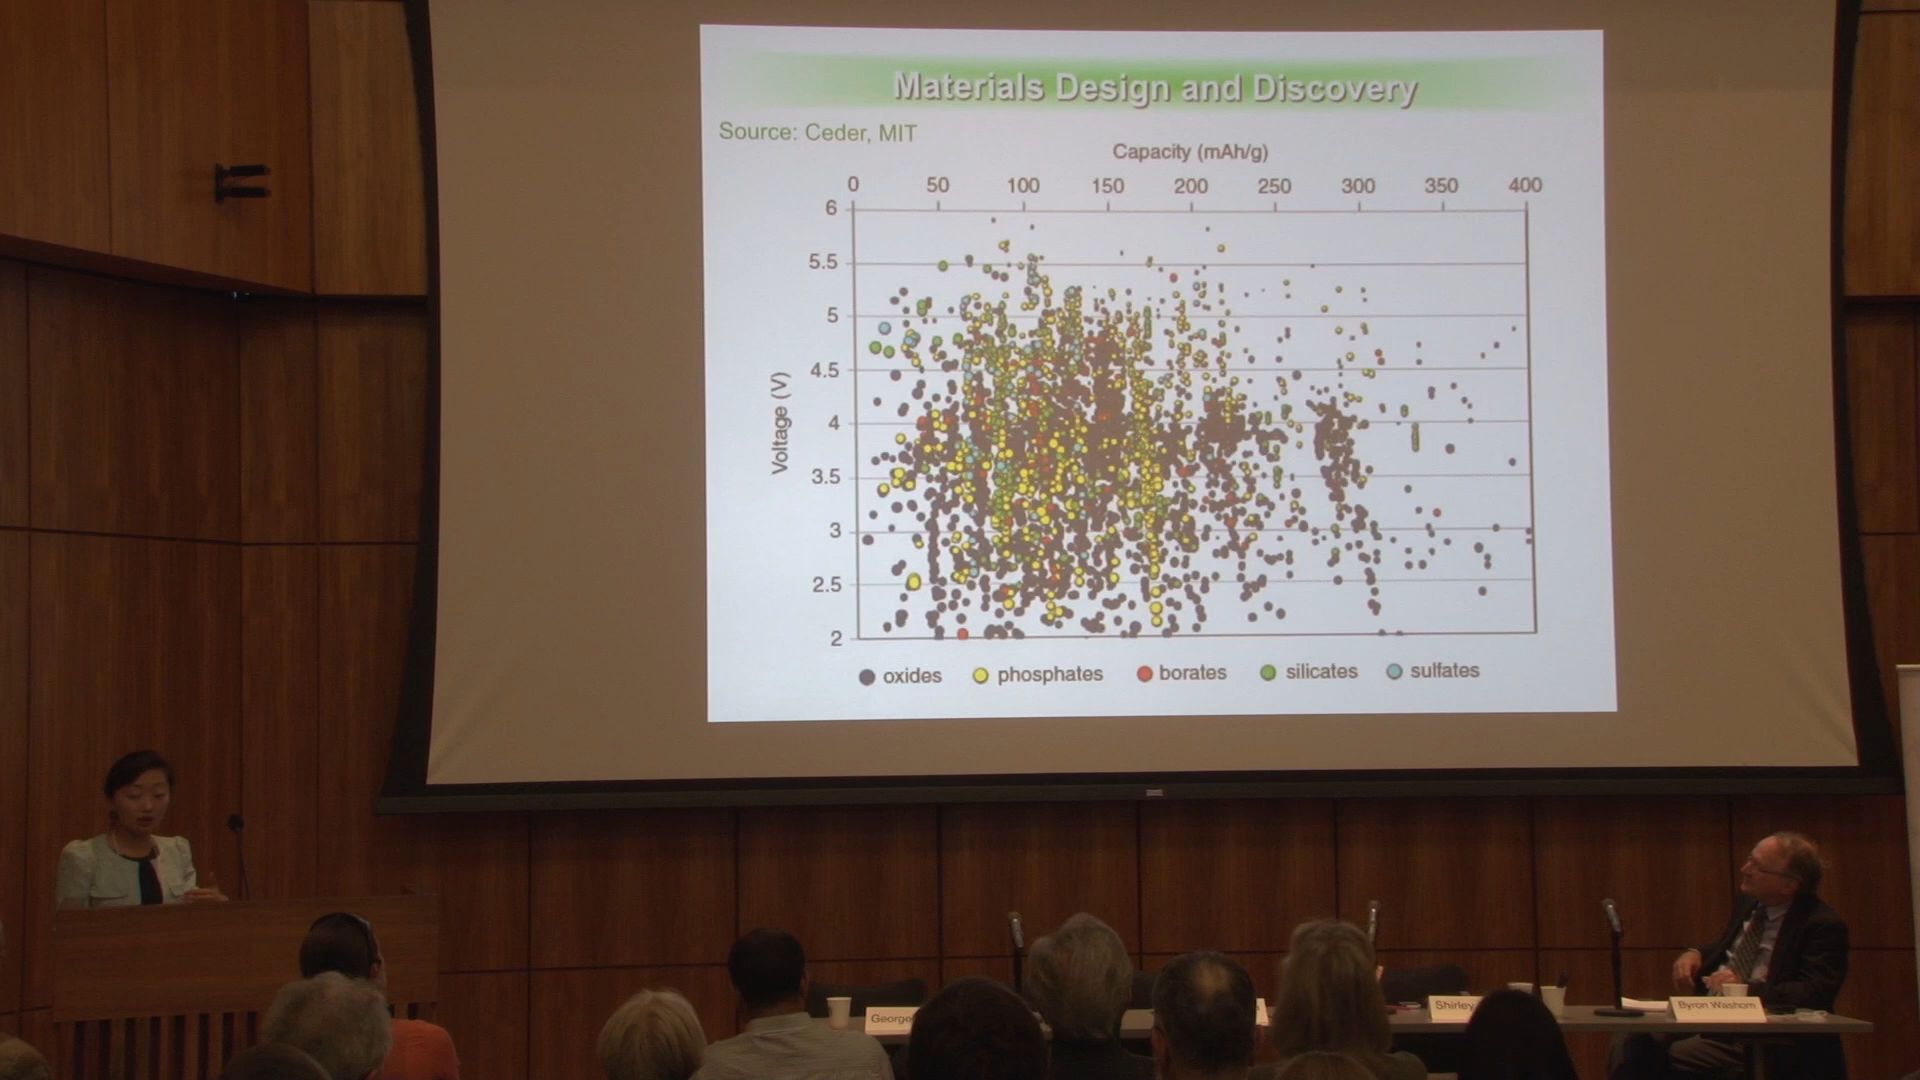 Materials Design and Discovery
Source: Ceder, MIT
Capacity (mAh/g)
0 50 100 150 200 250 300 350 400
6
5.5
5
4.5
4
3.5
3
2.5
2
Voltage (V)
oxides phosphates borates silicates sulfates
George
Shirley
Byron Washom